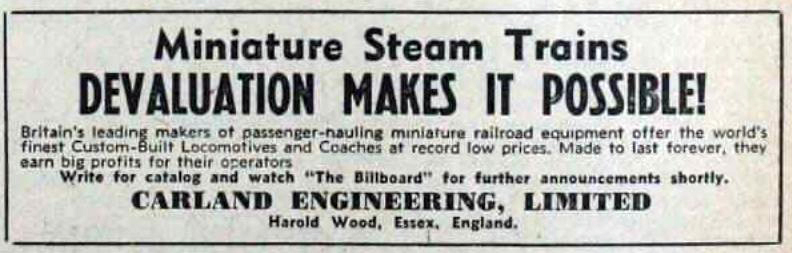 Miniature Steam Trains
DEVALUATION MAKES IT POSSIBLE!
Britain's leading makers of passenger-hauling miniature railroad equipment offer the world's
finest Custom-Built Locomotives and Coaches at record low prices. Made to last forever, they
earn big profits for their operators
Write for catalog and watch "The Billboard" for further announcements shortly.
CARLAND ENGINEERING, LIMITED
Harold Wood, Essex, England.